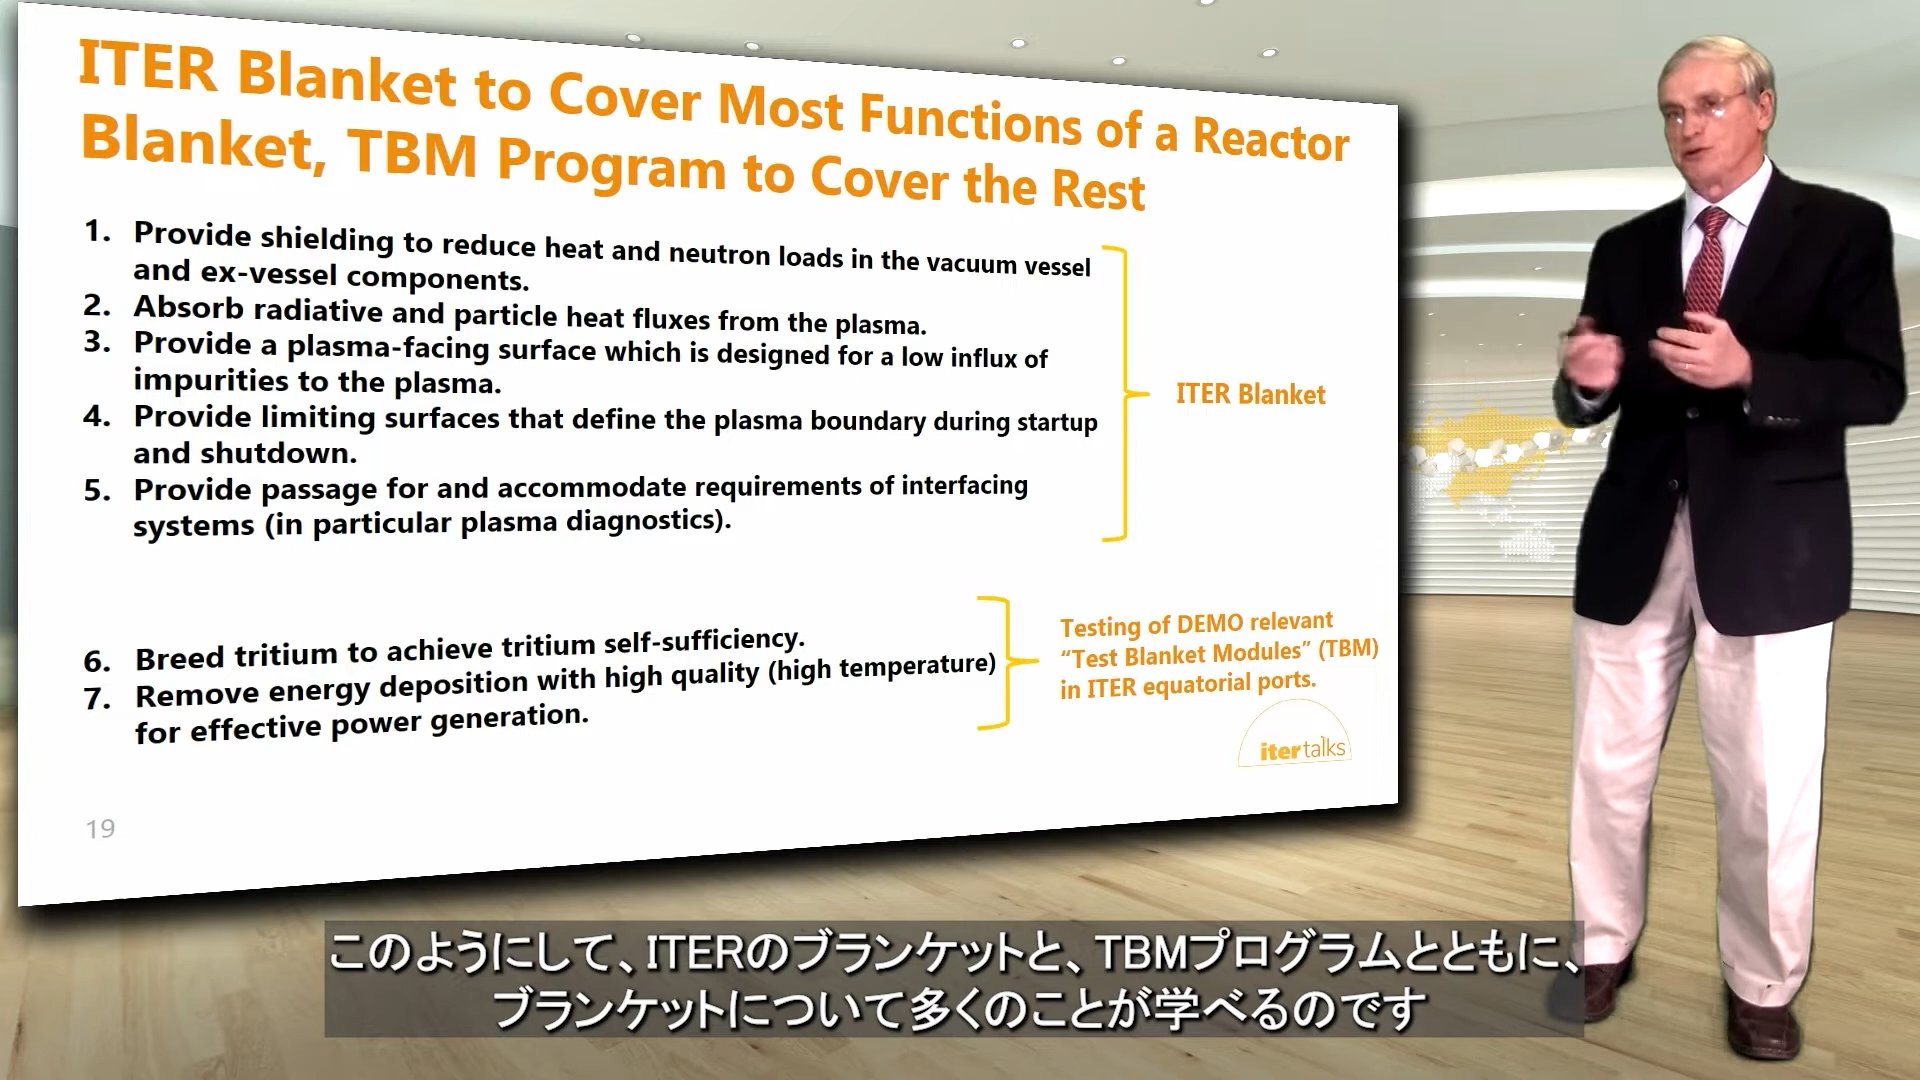 ITER Blanket to Cover Most Functions of a Reactor
Blanket, TBM Program to Cover the Rest
1. Provide shielding to reduce heat and neutron loads in the vacuum vessel
and ex-vessel components.
2. Absorb radiative and particle heat fluxes from the plasma.
3. Provide a plasma-facing surface which is designed for a low influx of
impurities to the plasma.
4. Provide limiting surfaces that define the plasma boundary during startup
and shutdown.
5. Provide passage for and accommodate requirements of interfacing
systems (in particular plasma diagnostics).
ITER Blanket
6. Breed tritium to achieve tritium self-sufficiency.
7. Remove energy deposition with high quality (high temperature)
for effective power generation.
Testing of DEMO relevant
“Test Blanket Modules” (TBM)
in ITER equatorial ports.
iter talks
19
このようにして、ITERのブランケットと、TBMプログラムとともに、
ブランケットについて多くのことが学べるのです